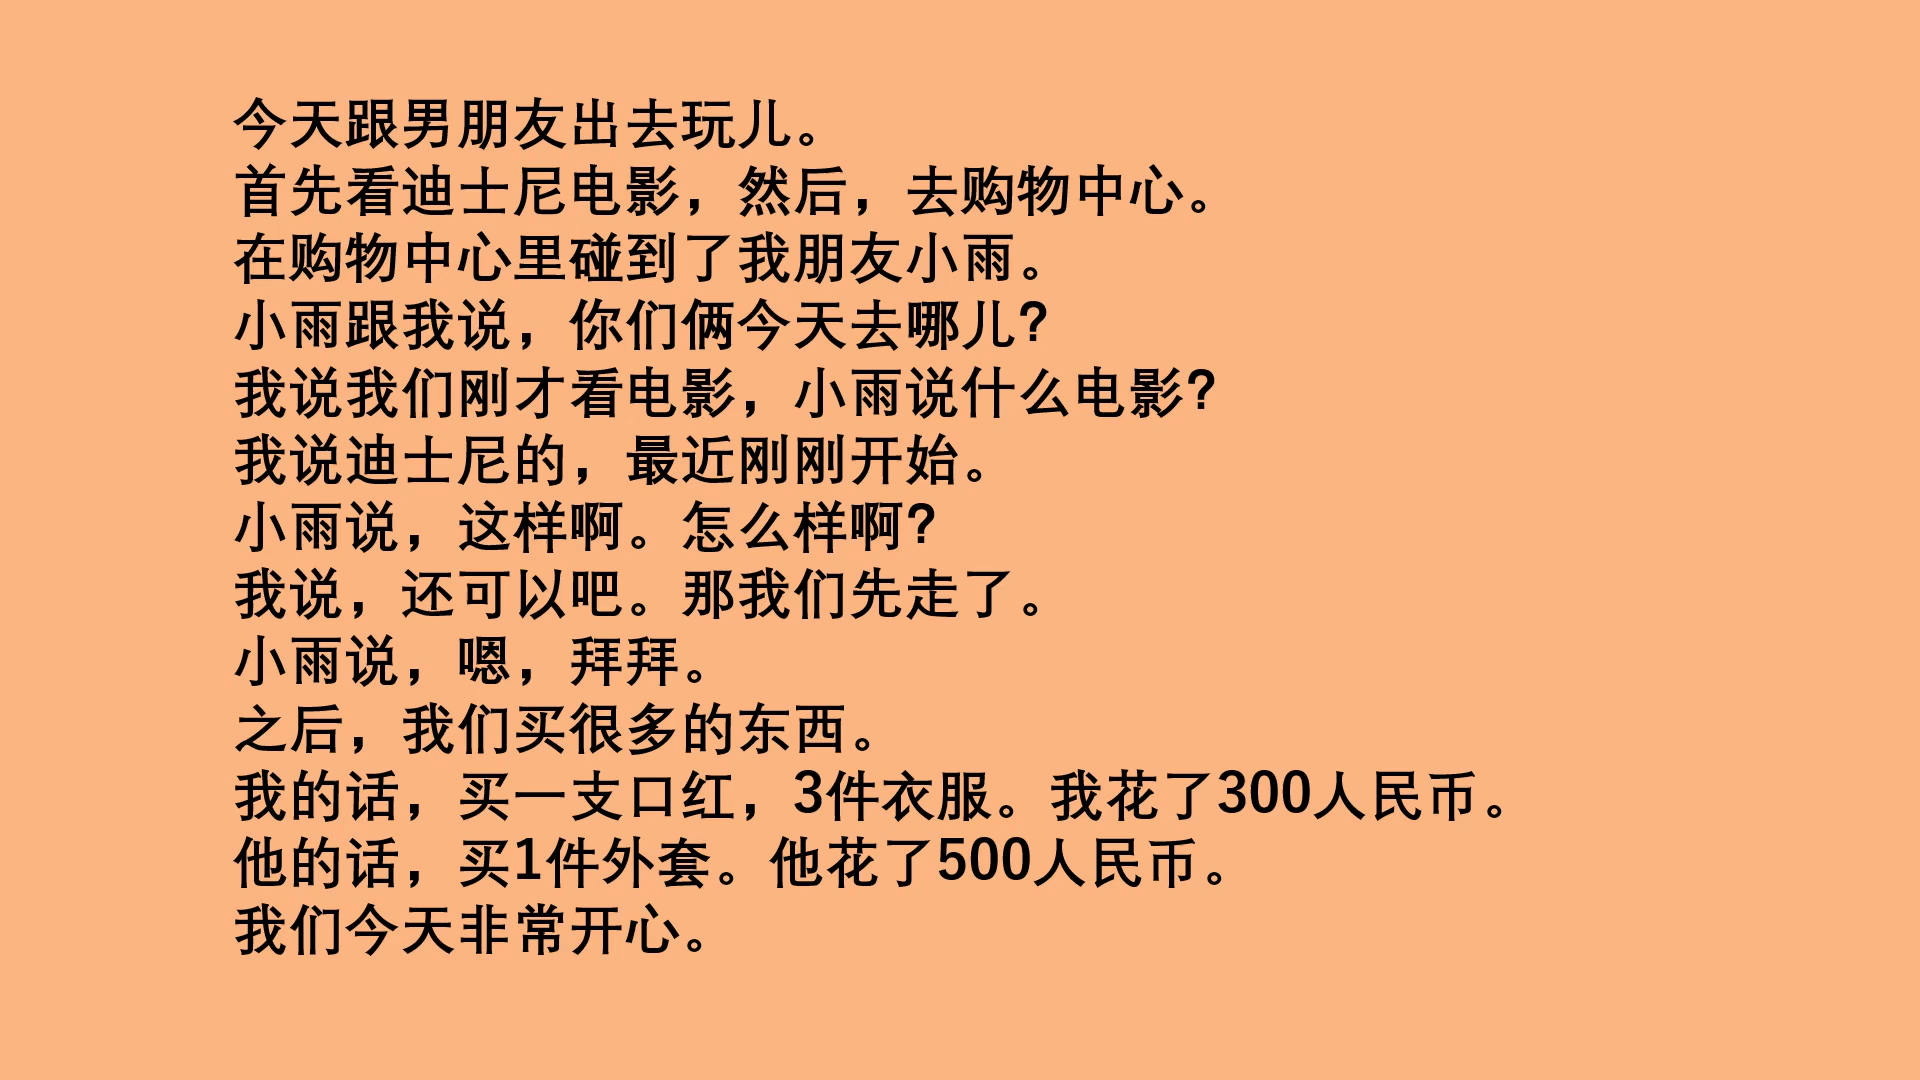 今天跟男朋友出去玩儿。
首先看迪士尼电影，然后，去购物中心。
在购物中心里碰到了我朋友小雨。
小雨跟我说，你们俩今天去哪儿？
我说我们刚才看电影，小雨说什么电影？
我说迪士尼的，最近刚刚开始。
小雨说，这样啊。怎么样啊？
我说，还可以吧。那我们先走了。
小雨说，嗯，拜拜。
之后，我们买很多的东西。
我的话，买一支口红，3件衣服。我花了300人民币。
他的话，买1件外套。他花了500人民币。
我们今天非常开心。